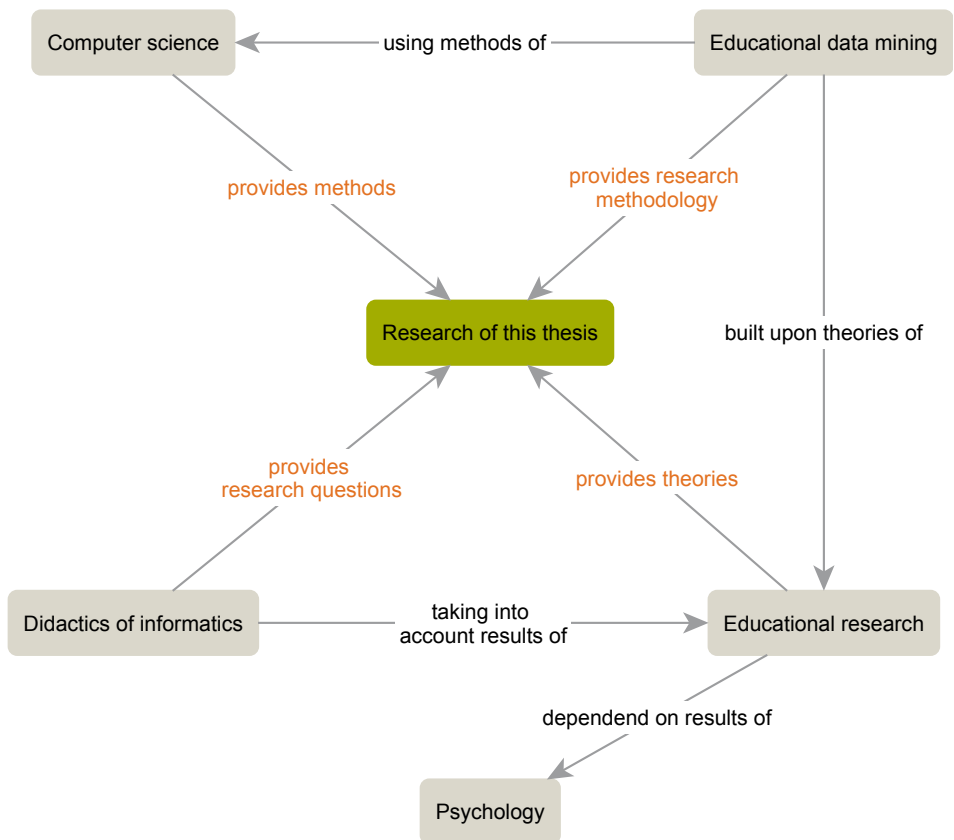 Computer science
using methods of
Educational data mining
provides methods
provides research
methodology
Research of this thesis
built upon theories of
provides
research questions
provides theories
Didactics of informatics
taking into
account results of
Educational research
dependend on results of
Psychology